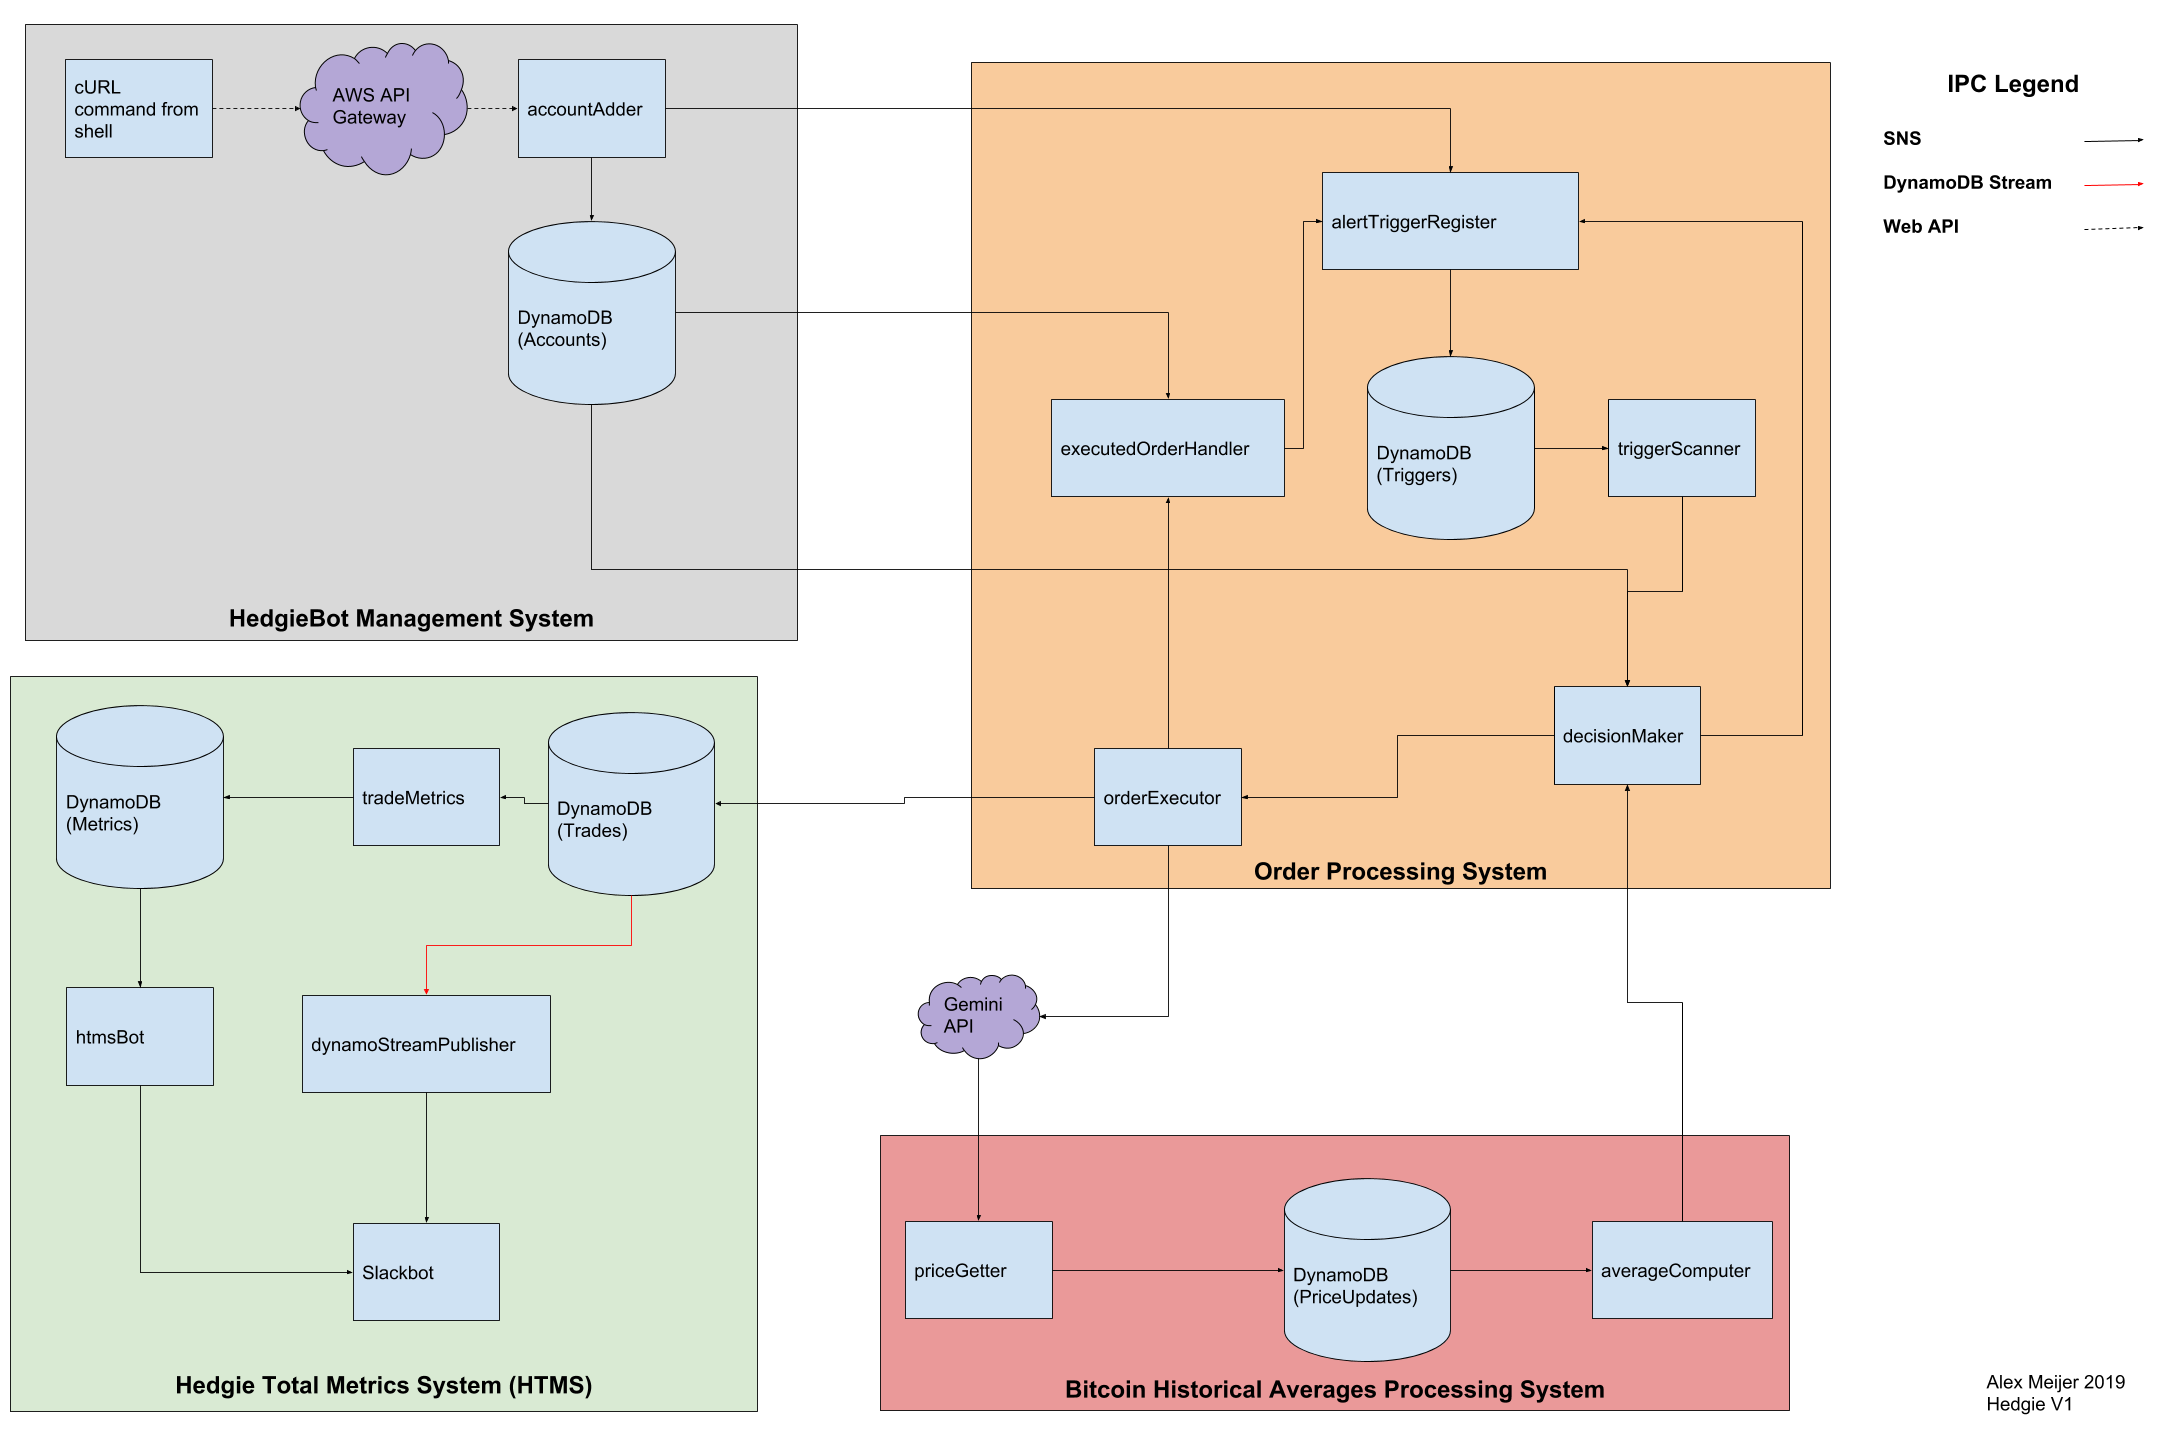 cURL
command from
shell
AWS API
Gateway
accountAdder
DynamoDB
(Accounts)
HedgieBot Management System
alertTriggerRegister
executedOrderHandler
DynamoDB
(Triggers)
triggerScanner
decisionMaker
orderExecutor
Order Processing System
IPC Legend
SNS
DynamoDB Stream
Web API
DynamoDB
(Metrics)
tradeMetrics
DynamoDB
(Trades)
htmsBot
dynamoStreamPublisher
Slackbot
Hedgie Total Metrics System (HTMS)
Gemini
API
priceGetter
DynamoDB
(PriceUpdates)
averageComputer
Bitcoin Historical Averages Processing System
Alex Meijer 2019
Hedgie V1